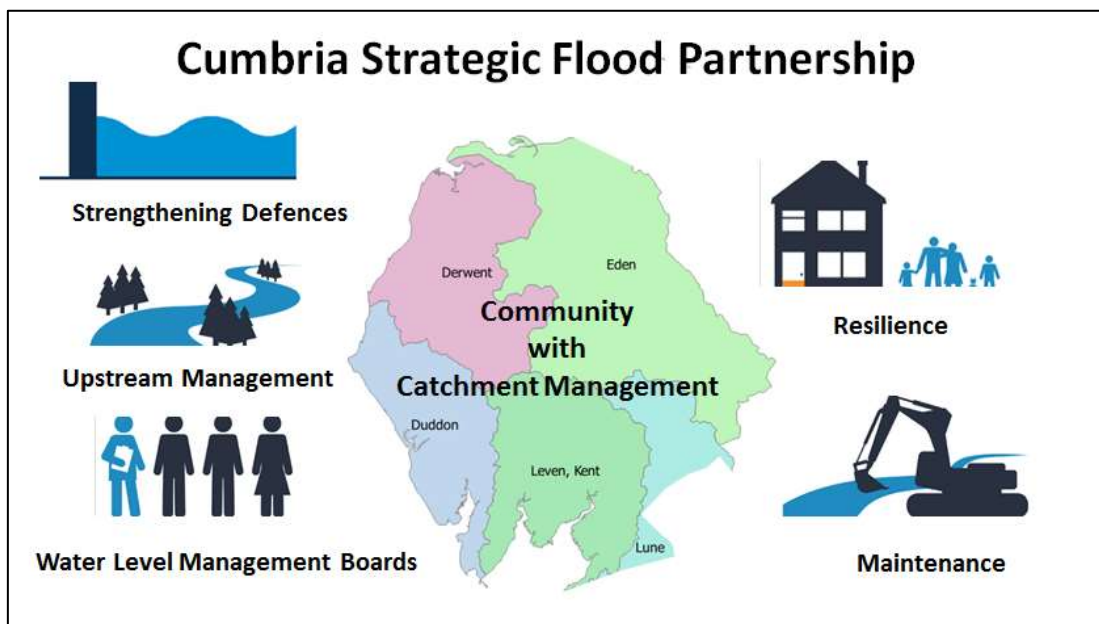 Cumbria Strategic Flood Partnership
Strengthening Defences
Upstream Management
Water Level Management Boards
Derwent
Eden
Community
with
Catchment Management
Duddon
Leven, Kent
Lune
Resilience
Maintenance